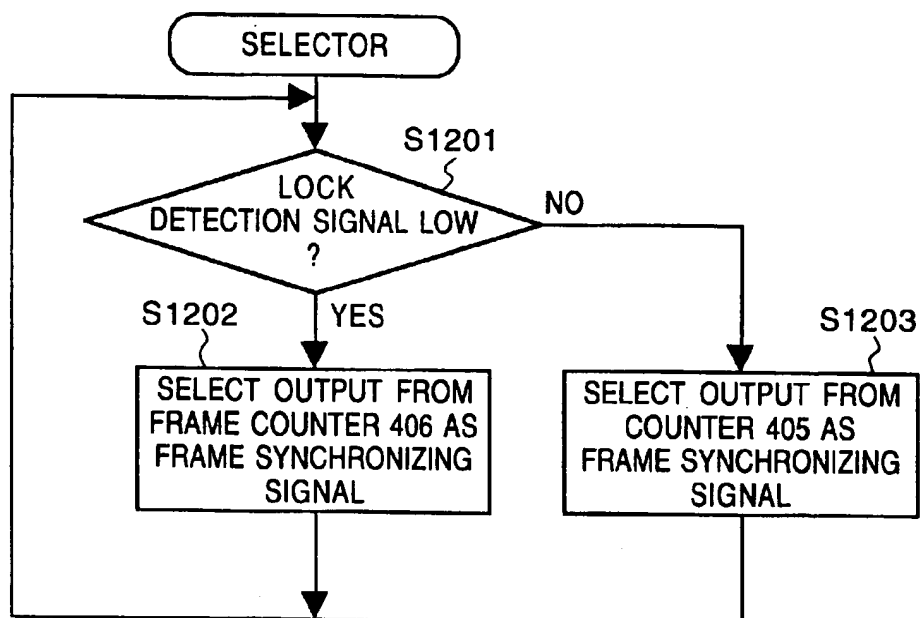 SELECTOR
S1201
LOCK
DETECTION SIGNAL LOW
?
NO
YES
S1202
SELECT OUTPUT FROM
FRAME COUNTER 406 AS
FRAME SYNCHRONIZING
SIGNAL
S1203
SELECT OUTPUT FROM
COUNTER 405 AS
FRAME SYNCHRONIZING
SIGNAL